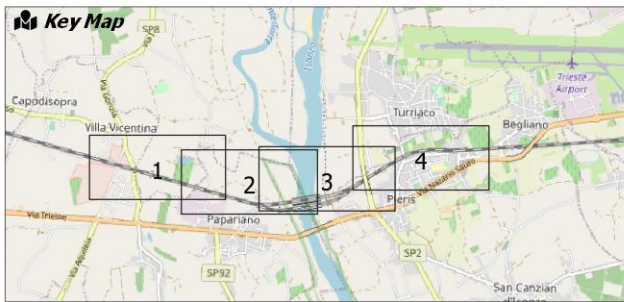 Key Map
SP8
Trieste
Airport
Capodisopra
Turriaco
Begliano
Villa Vicentina
1
2
3
4
Via Nazario Sauro
Pieris
Via Trieste
Papariano
Via Aquileia
SP92
SP2
San Canzian
d'Isonzo